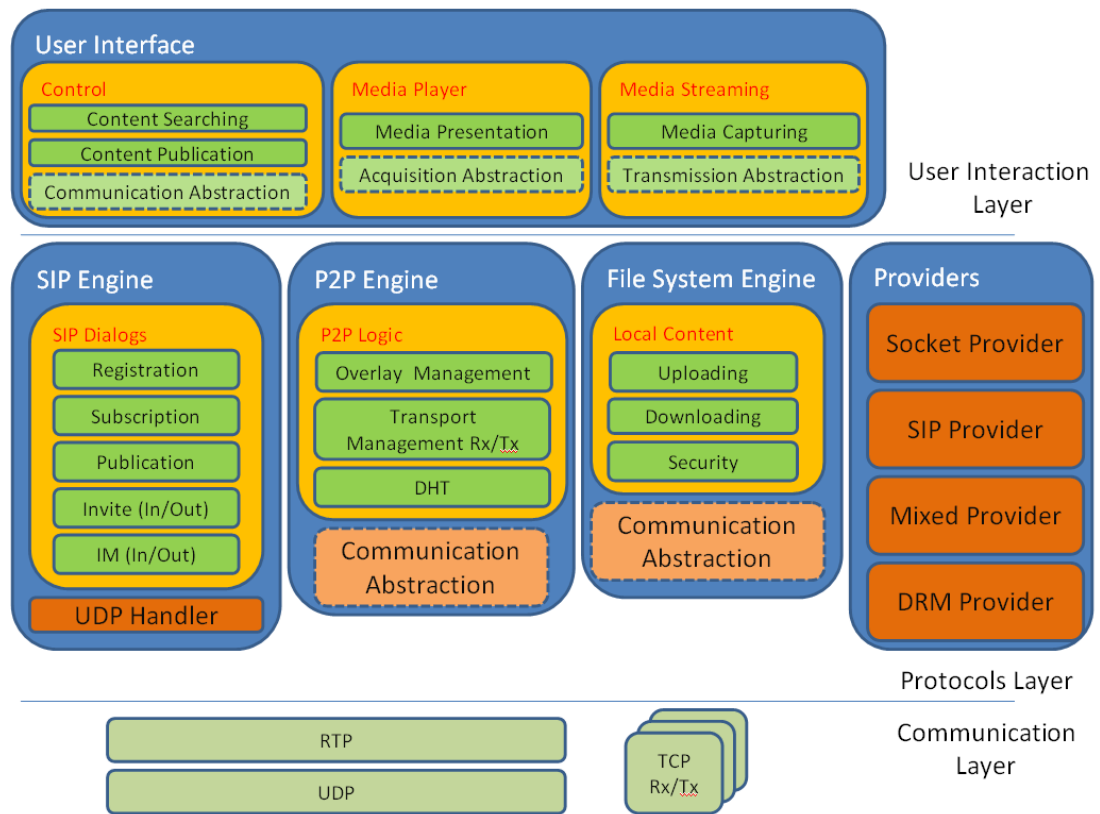 User Interface
Control
Content Searching
Content Publication
Communication Abstraction
Media Player
Media Presentation
Acquisition Abstraction
Media Streaming
Media Capturing
Transmission Abstraction
User Interaction
Layer
SIP Engine
SIP Dialogs
Registration
Subscription
Publication
Invite (In/Out)
IM (In/Out)
UDP Handler
P2P Engine
P2P Logic
Overlay Management
Transport
Management Rx/Tx
DHT
Communication
Abstraction
File System Engine
Local Content
Uploading
Downloading
Security
Communication
Abstraction
Providers
Socket Provider
SIP Provider
Mixed Provider
DRM Provider
Protocols Layer
RTP
UDP
TCP
Rx/Tx
Communication
Layer